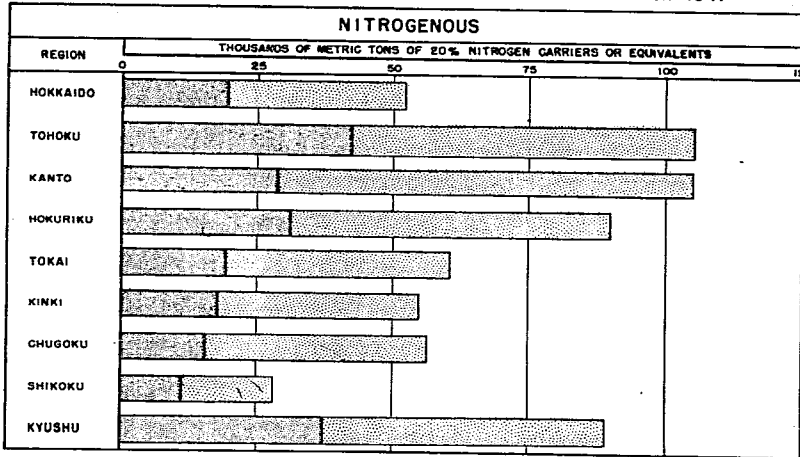 NITROGENOUS
REGION
THOUSANDS OF METRIC TONS OF 20% NITROGEN CARRIERS OR EQUIVALENTS
0 25 50 75 100
HOKKAIDO
TOHOKU
KANTO
HOKURIKU
TOKAI
KINKI
CHUGOKU
SHIKOKU
KYUSHU